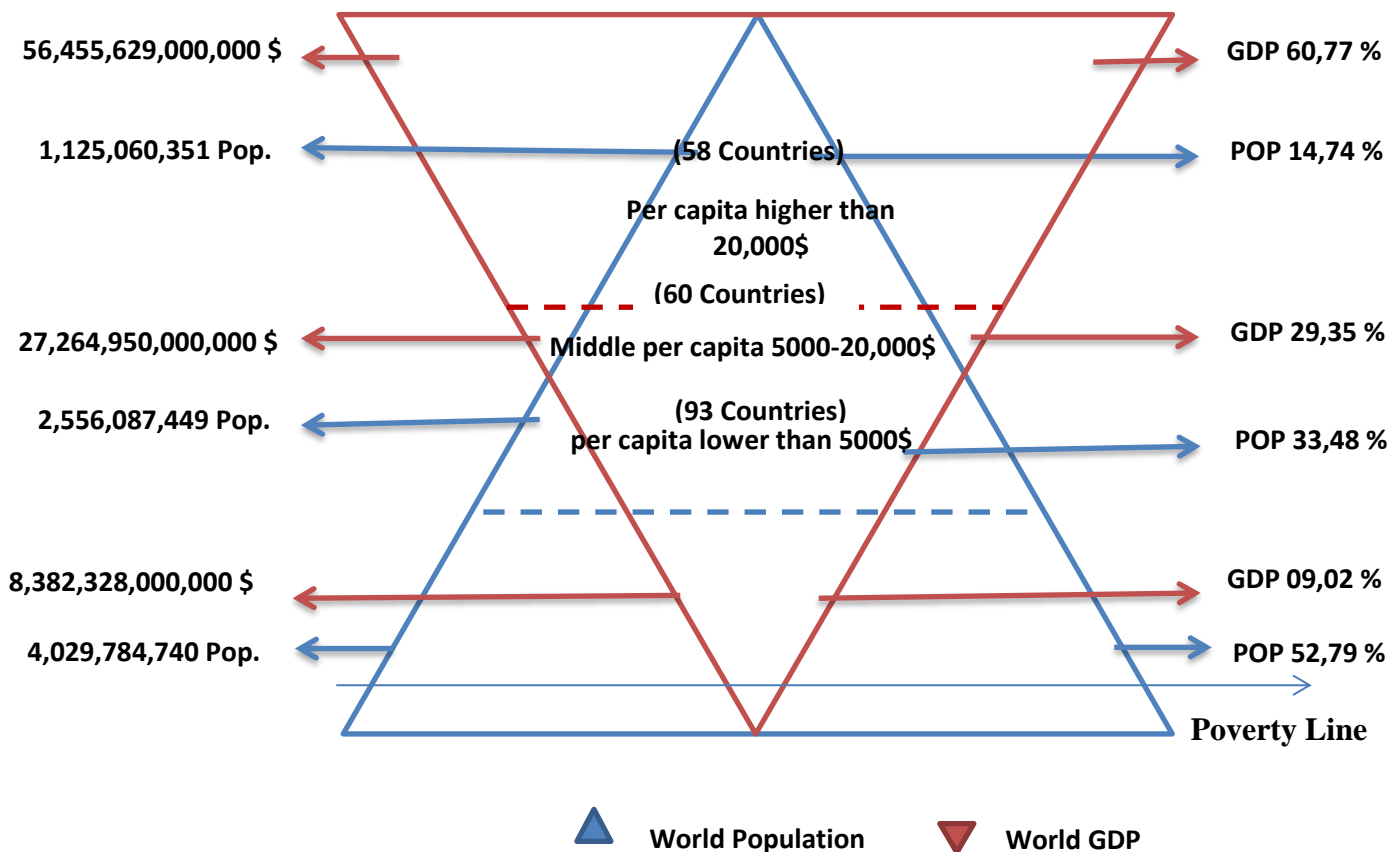 56,455,629,000,000 $
GDP 60,77 %
1,125,060,351 Pop.
(58 Countries)
POP 14,74 %
Per capita higher than
20,000$
(60 Countries)
27,264,950,000,000 $
Middle per capita 5000-20,000$
GDP 29,35 %
2,556,087,449 Pop.
(93 Countries)
per capita lower than 5000$
POP 33,48 %
8,382,328,000,000 $
GDP 09,02 %
4,029,784,740 Pop.
POP 52,79 %
Poverty Line
World Population
World GDP